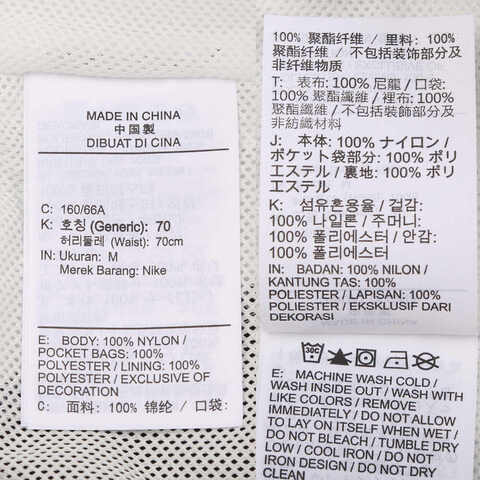 MADE IN CHINA
中国製
DIBUAT DI CINA
C: 160/66A
K: 호칭 (Generic): 70
허리둘레 (Waist): 70cm
IN: Ukuran: M
Merek Barang: Nike
E: BODY: 100% NYLON /
POCKET BAGS: 100%
POLYESTER / LINING: 100%
POLYESTER / EXCLUSIVE OF
DECORATION
C: 面料: 100% 锦纶 / 口袋:
100% 聚酯纤维 / 里料: 100%
聚酯纤维 / 不包括装饰部分及
非纤维物质
T: 表布: 100% 尼龍 / 口袋:
100% 聚酯纖維 / 裡布: 100%
聚酯纖維 / 不包括裝飾部分及
非紡織材料
J: 本体: 100% ナイロン /
ポケット袋部分: 100% ポリ
エステル / 裏地: 100% ポリ
エステル
K: 섬유혼용율 / 겉감:
100% 나일론 / 주머니:
100% 폴리에스터 / 안감:
100% 폴리에스터
IN: BADAN: 100% NILON /
KANTUNG TAS: 100%
POLIESTER / LAPISAN: 100%
POLIESTER / EKSKLUSIF DARI
DEKORASI
30C
E: MACHINE WASH COLD /
WASH INSIDE OUT / WASH WITH
LIKE COLORS / REMOVE
IMMEDIATELY / DO NOT ALLOW
TO LAY ON ITSELF WHEN WET /
DO NOT BLEACH / TUMBLE DRY
LOW / COOL IRON / DO NOT
IRON DESIGN / DO NOT
DRYCLEAN